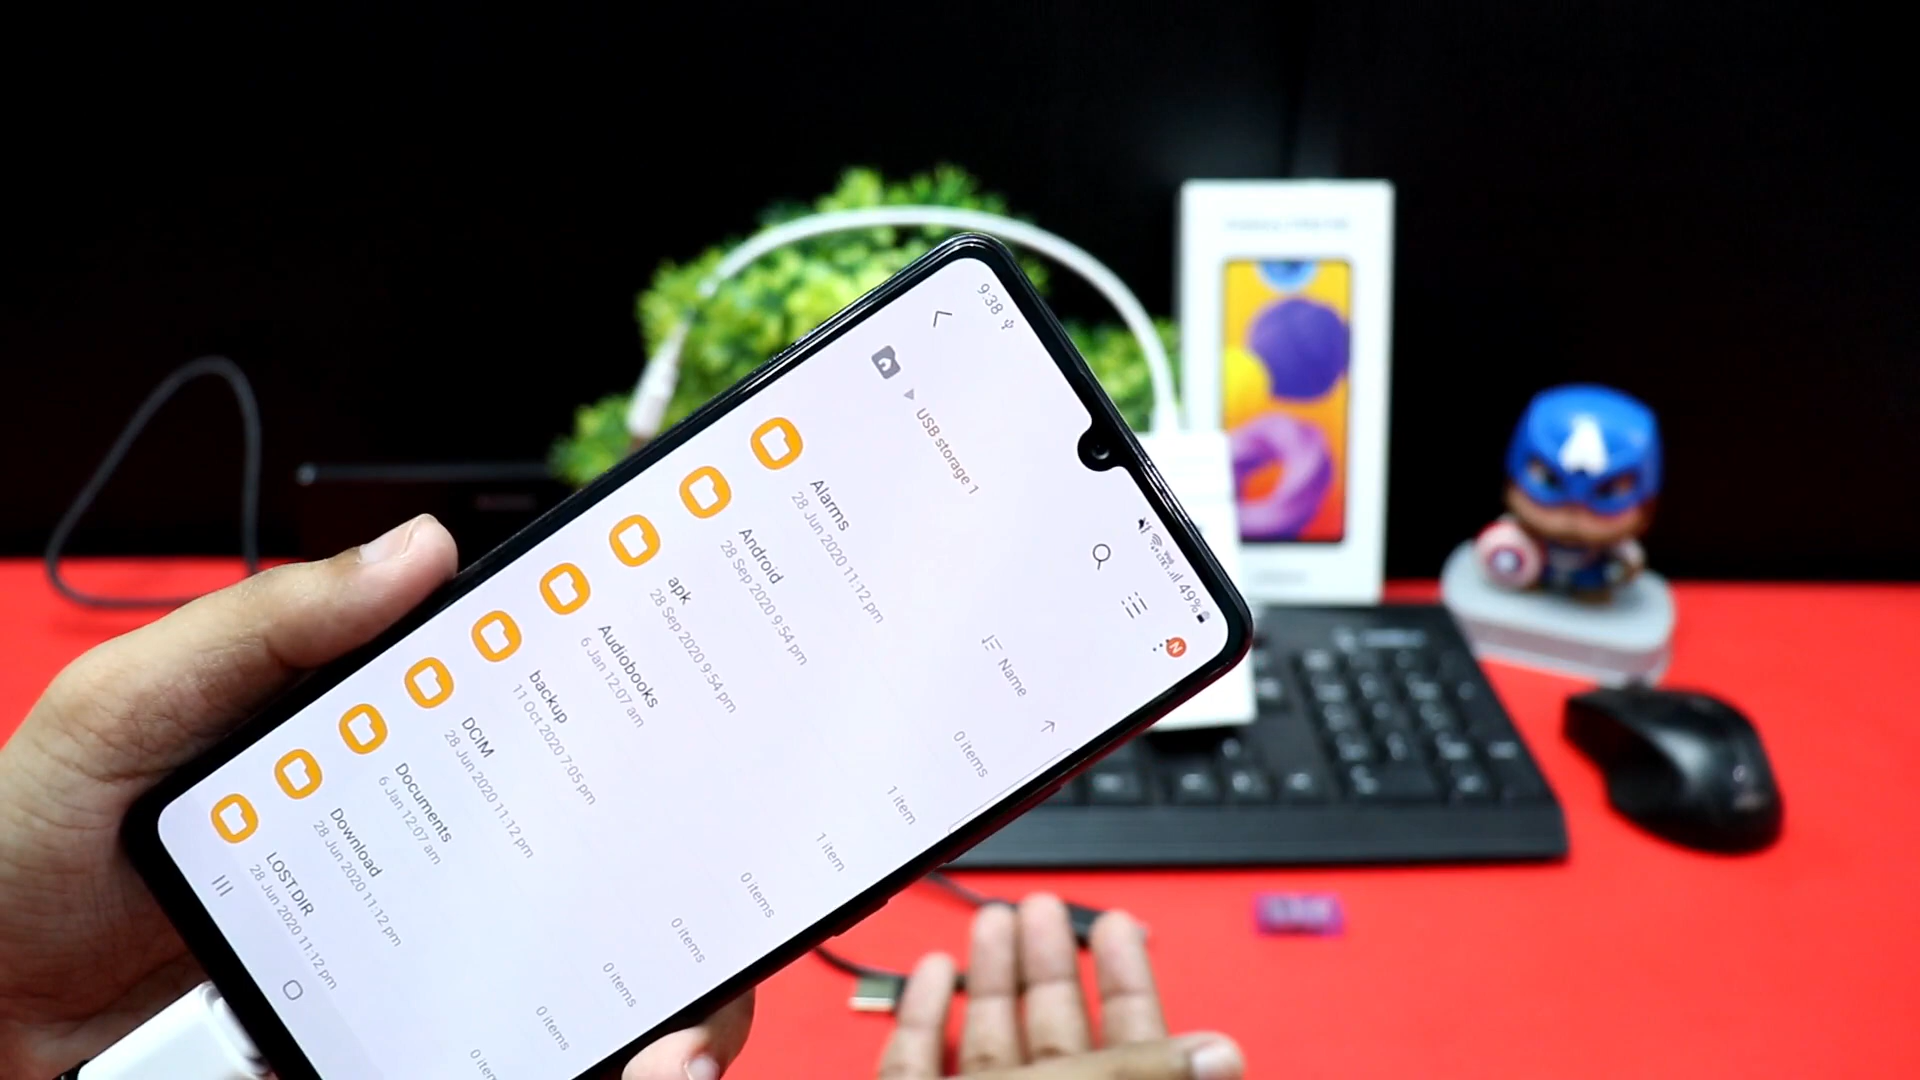 9:38
49%
USB storage 1
N
Name
Alarms
28 Jun 2020 11:12 pm
0 items
Android
28 Sep 2020 9:54 pm
1 item
apk
28 Sep 2020 9:54 pm
1 item
Audiobooks
6 Jan 12:07 am
0 items
backup
11 Oct 2020 7:05 pm
0 items
DCIM
28 Jun 2020 11:12 pm
0 items
Documents
6 Jan 12:07 am
0 items
Download
28 Jun 2020 11:12 pm
0 items
LOST.DIR
28 Jun 2020 11:12 pm